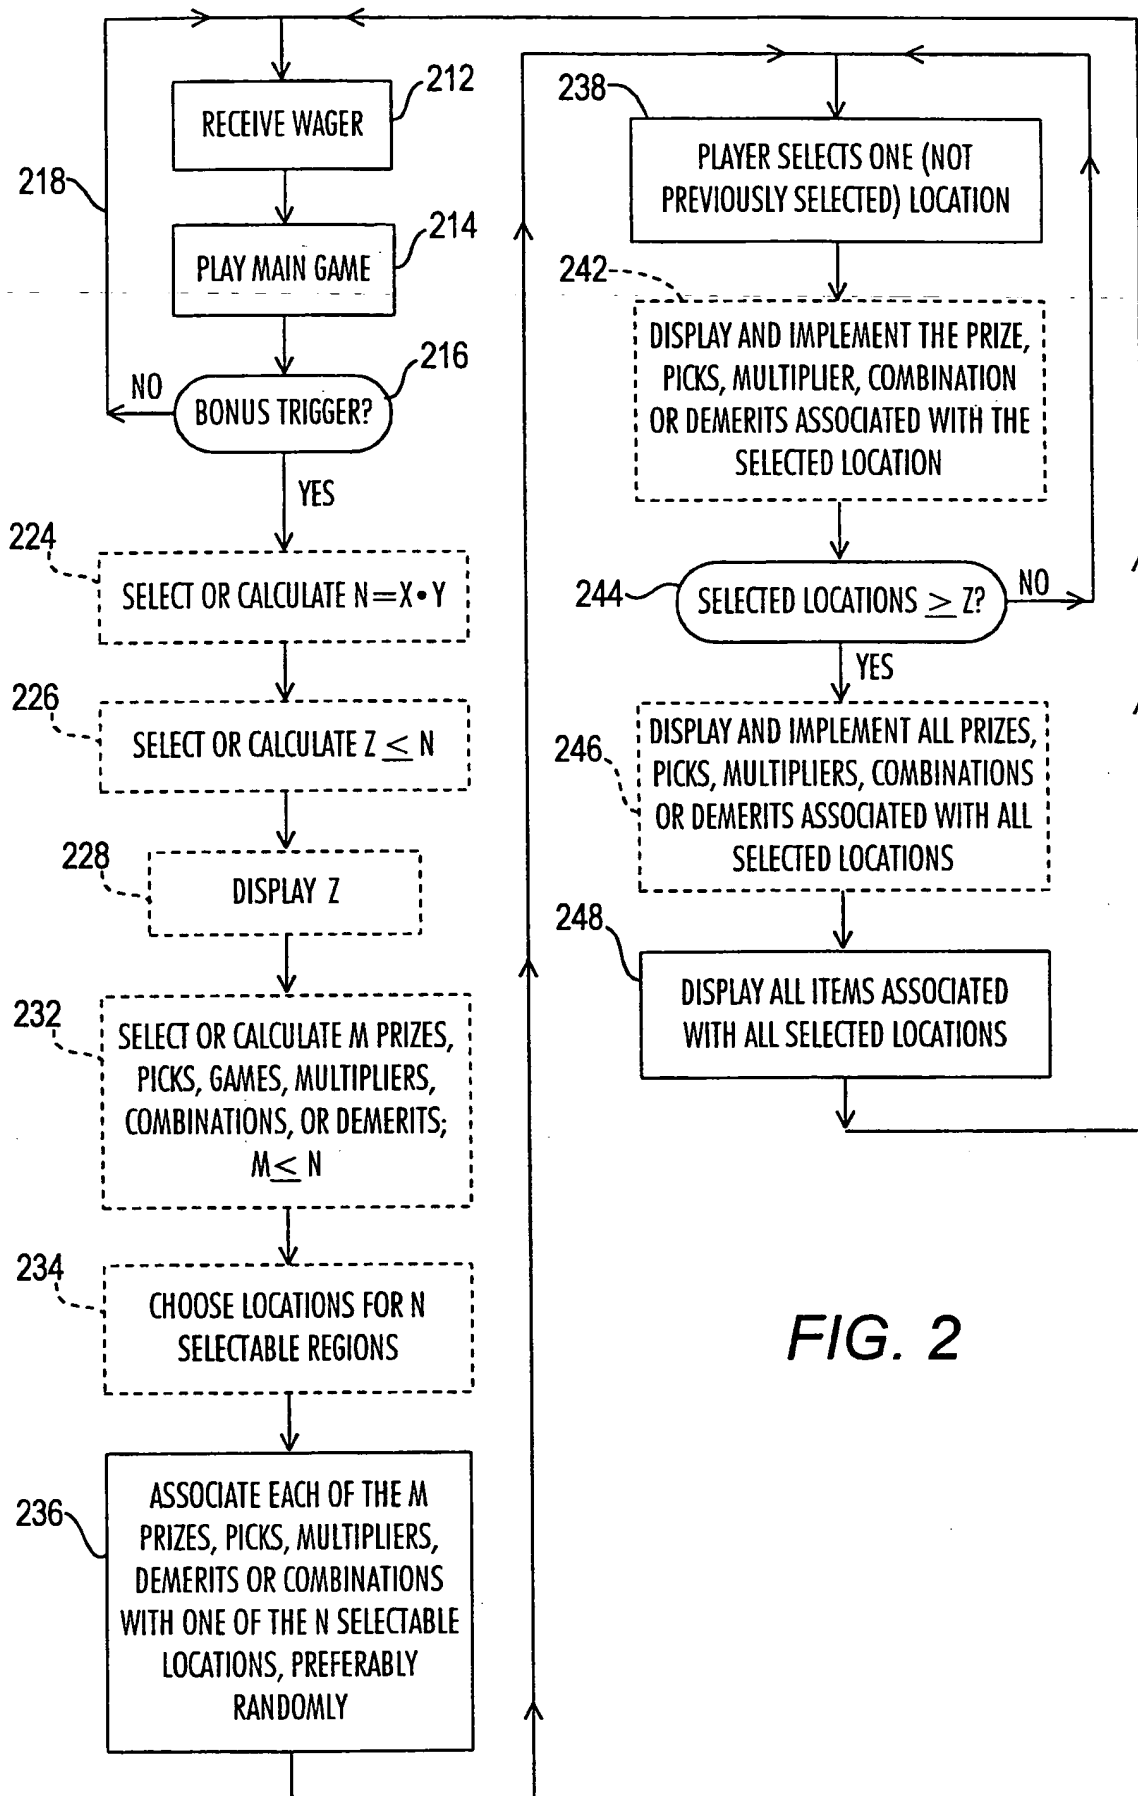 212
RECEIVE WAGER
218
214
PLAY MAIN GAME
216
NO
BONUS TRIGGER?
YES
224
SELECT OR CALCULATE N=X•Y
226
SELECT OR CALCULATE Z ≤ N
228
DISPLAY Z
232
SELECT OR CALCULATE M PRIZES,
PICKS, GAMES, MULTIPLIERS,
COMBINATIONS, OR DEMERITS;
M ≤ N
234
CHOOSE LOCATIONS FOR N
SELECTABLE REGIONS
236
ASSOCIATE EACH OF THE M
PRIZES, PICKS, MULTIPLIERS,
DEMERITS OR COMBINATIONS
WITH ONE OF THE N SELECTABLE
LOCATIONS, PREFERABLY
RANDOMLY
238
PLAYER SELECTS ONE (NOT
PREVIOUSLY SELECTED) LOCATION
242
DISPLAY AND IMPLEMENT THE PRIZE,
PICKS, MULTIPLIER, COMBINATION
OR DEMERITS ASSOCIATED WITH THE
SELECTED LOCATION
244
SELECTED LOCATIONS ≥ Z?
NO
YES
246
DISPLAY AND IMPLEMENT ALL PRIZES,
PICKS, MULTIPLIERS, COMBINATIONS
OR DEMERITS ASSOCIATED WITH ALL
SELECTED LOCATIONS
248
DISPLAY ALL ITEMS ASSOCIATED
WITH ALL SELECTED LOCATIONS
FIG. 2